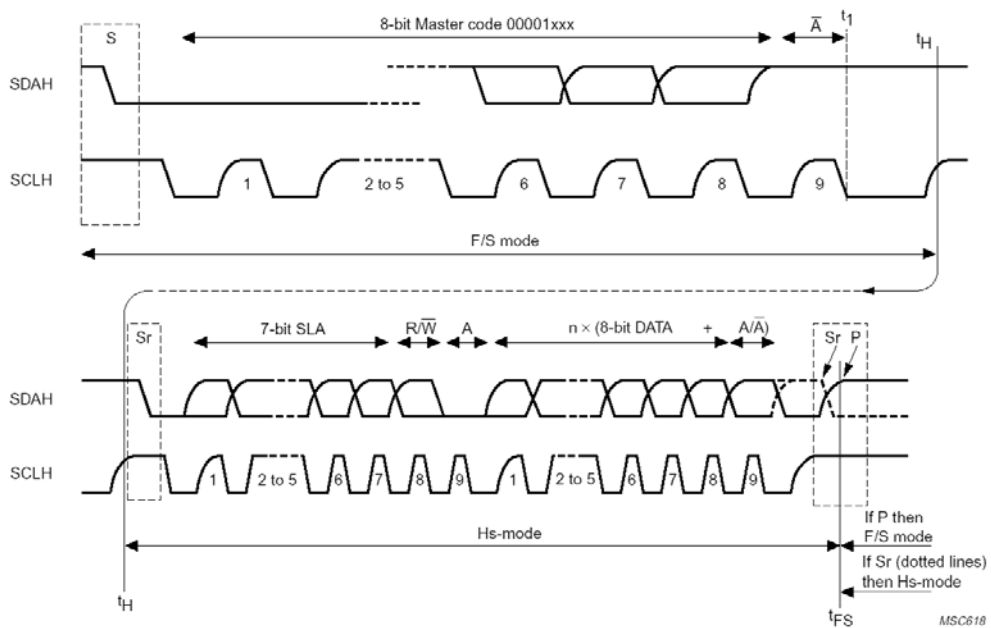 8-bit Master code 00001xxx
A̅
t1
S
tH
SDAH
SCLH
1
2 to 5
6
7
8
9
F/S mode
Sr
7-bit SLA
R/W̅
A
n × (8-bit DATA + A/A̅)
Sr P
SDAH
SCLH
1
2 to 5
6
7
8
9
1
2 to 5
6
7
8
9
Hs-mode
If P then
F/S mode
If Sr (dotted lines)
then Hs-mode
tH
tFS
MSC618